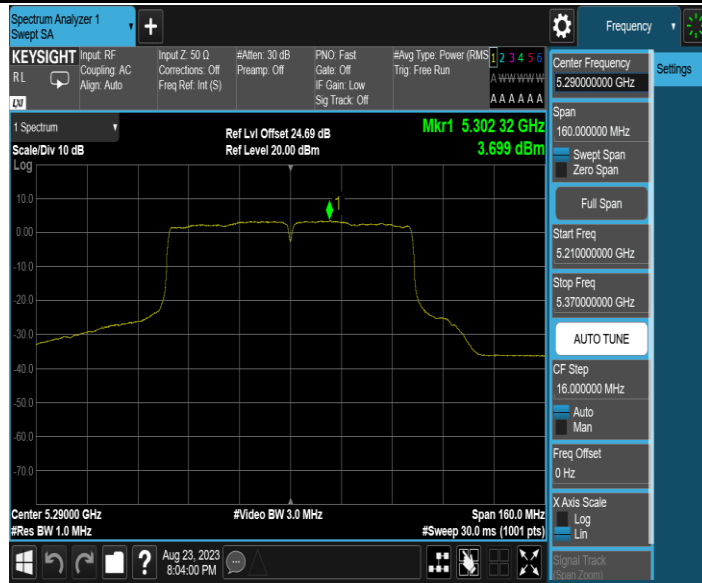 Spectrum Analyzer 1
Swept SA
+
Frequency
KEYSIGHT
RL
LXI
Input: RF
Coupling: AC
Align: Auto
Input Z: 50 Ω
Corrections: Off
Freq Ref: Int (S)
#Atten: 30 dB
Preamp: Off
PNO: Fast
Gate: Off
IF Gain: Low
Sig Track: Off
#Avg Type: Power (RMS
Trig: Free Run
1 2 3 4 5 6
A W W W W W
A A A A A A
1 Spectrum
Scale/Div 10 dB
Log
Ref Lvl Offset 24.69 dB
Ref Level 20.00 dBm
Mkr1 5.302 32 GHz
3.699 dBm
1
10.0
0.00
-10.0
-20.0
-30.0
-40.0
-50.0
-60.0
-70.0
Center 5.29000 GHz
#Res BW 1.0 MHz
#Video BW 3.0 MHz
Span 160.0 MHz
#Sweep 30.0 ms (1001 pts)
?
Aug 23, 2023
8:04:00 PM
Center Frequency
5.290000000 GHz
Settings
Span
160.000000 MHz
Swept Span
Zero Span
Full Span
Start Freq
5.210000000 GHz
Stop Freq
5.370000000 GHz
AUTO TUNE
CF Step
16.000000 MHz
Auto
Man
Freq Offset
0 Hz
X Axis Scale
Log
Lin
Signal Track
(Span Zoom)